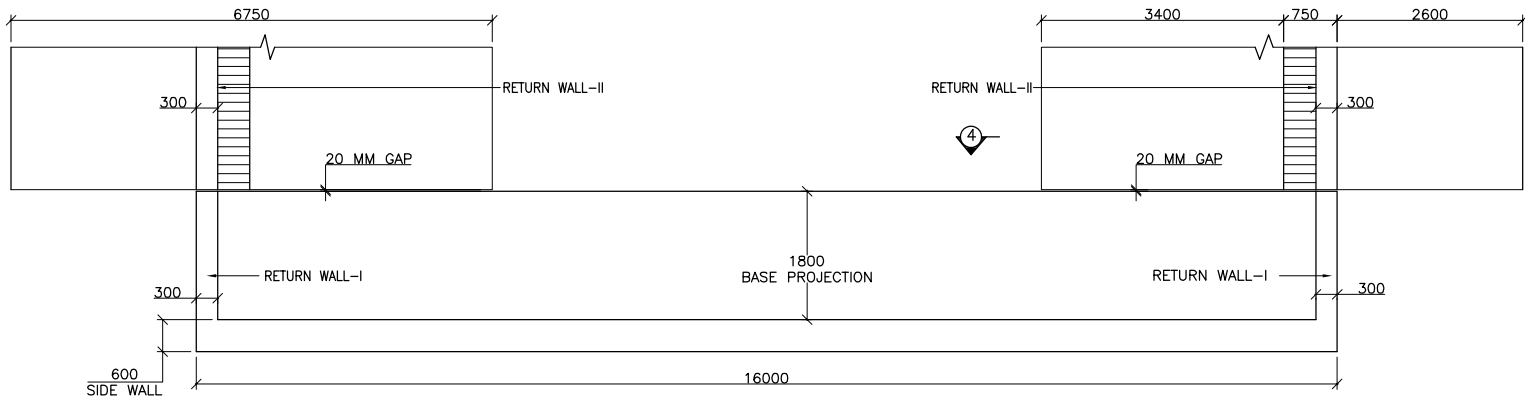 6750
3400
750
2600
RETURN WALL-II
RETURN WALL-II
300
300
4
20 MM GAP
20 MM GAP
1800
BASE PROJECTION
RETURN WALL-I
RETURN WALL-I
300
300
600
SIDE WALL
16000